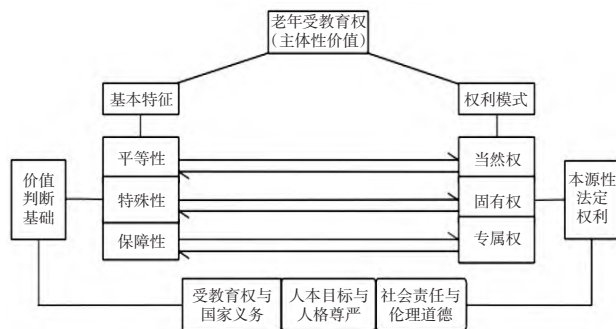 老年受教育权
(主体性价值)
基本特征
权利模式
平等性
当然权
价值
判断
基础
特殊性
固有权
本源性
法定
权利
保障性
专属权
受教育权与
国家义务
人本目标与
人格尊严
社会责任与
伦理道德